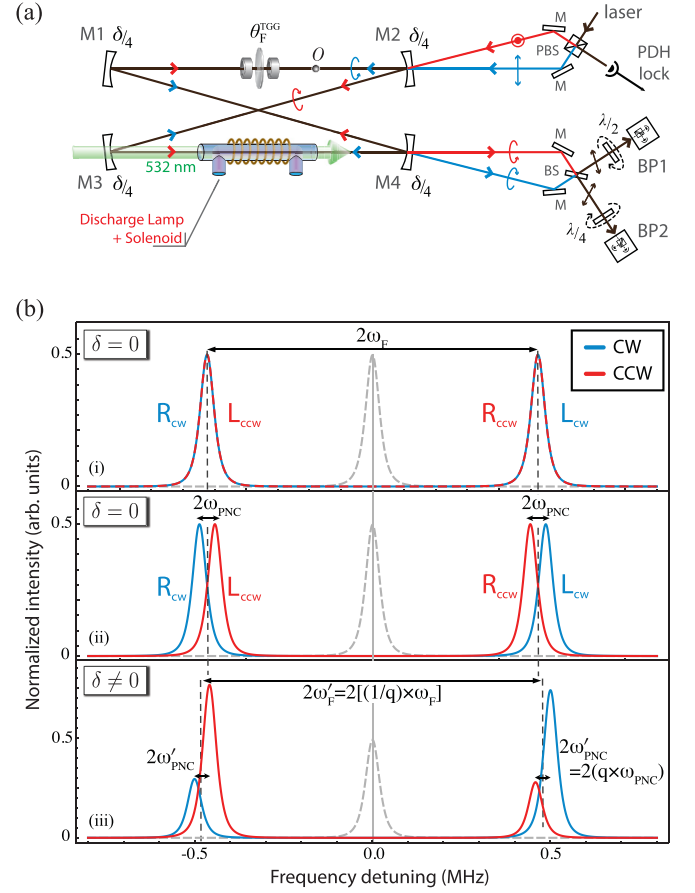 (a)
laser
M1 δ/4
θ_F^TGG
O
M2
δ/4
M
PBS
M
PDH
lock
M3 δ/4
532 nm
M4
δ/4
M
BS
M
λ/2
BP1
λ/4
BP2
Discharge Lamp
+ Solenoid
(b)
δ = 0
2ω_F
CW
CCW
0.5
R_cw
L_ccw
R_ccw
L_cw
0
(i)
δ = 0
2ω_PNC
2ω_PNC
0.5
R_cw
L_ccw
R_ccw
L_cw
0
(ii)
δ ≠ 0
2ω′_F=2[(1/q)×ω_F]
2ω′_PNC
2ω′_PNC
=2(q×ω_PNC)
0.5
0
(iii)
-0.5
0.0
0.5
Frequency detuning (MHz)
Normalized intensity (arb. units)